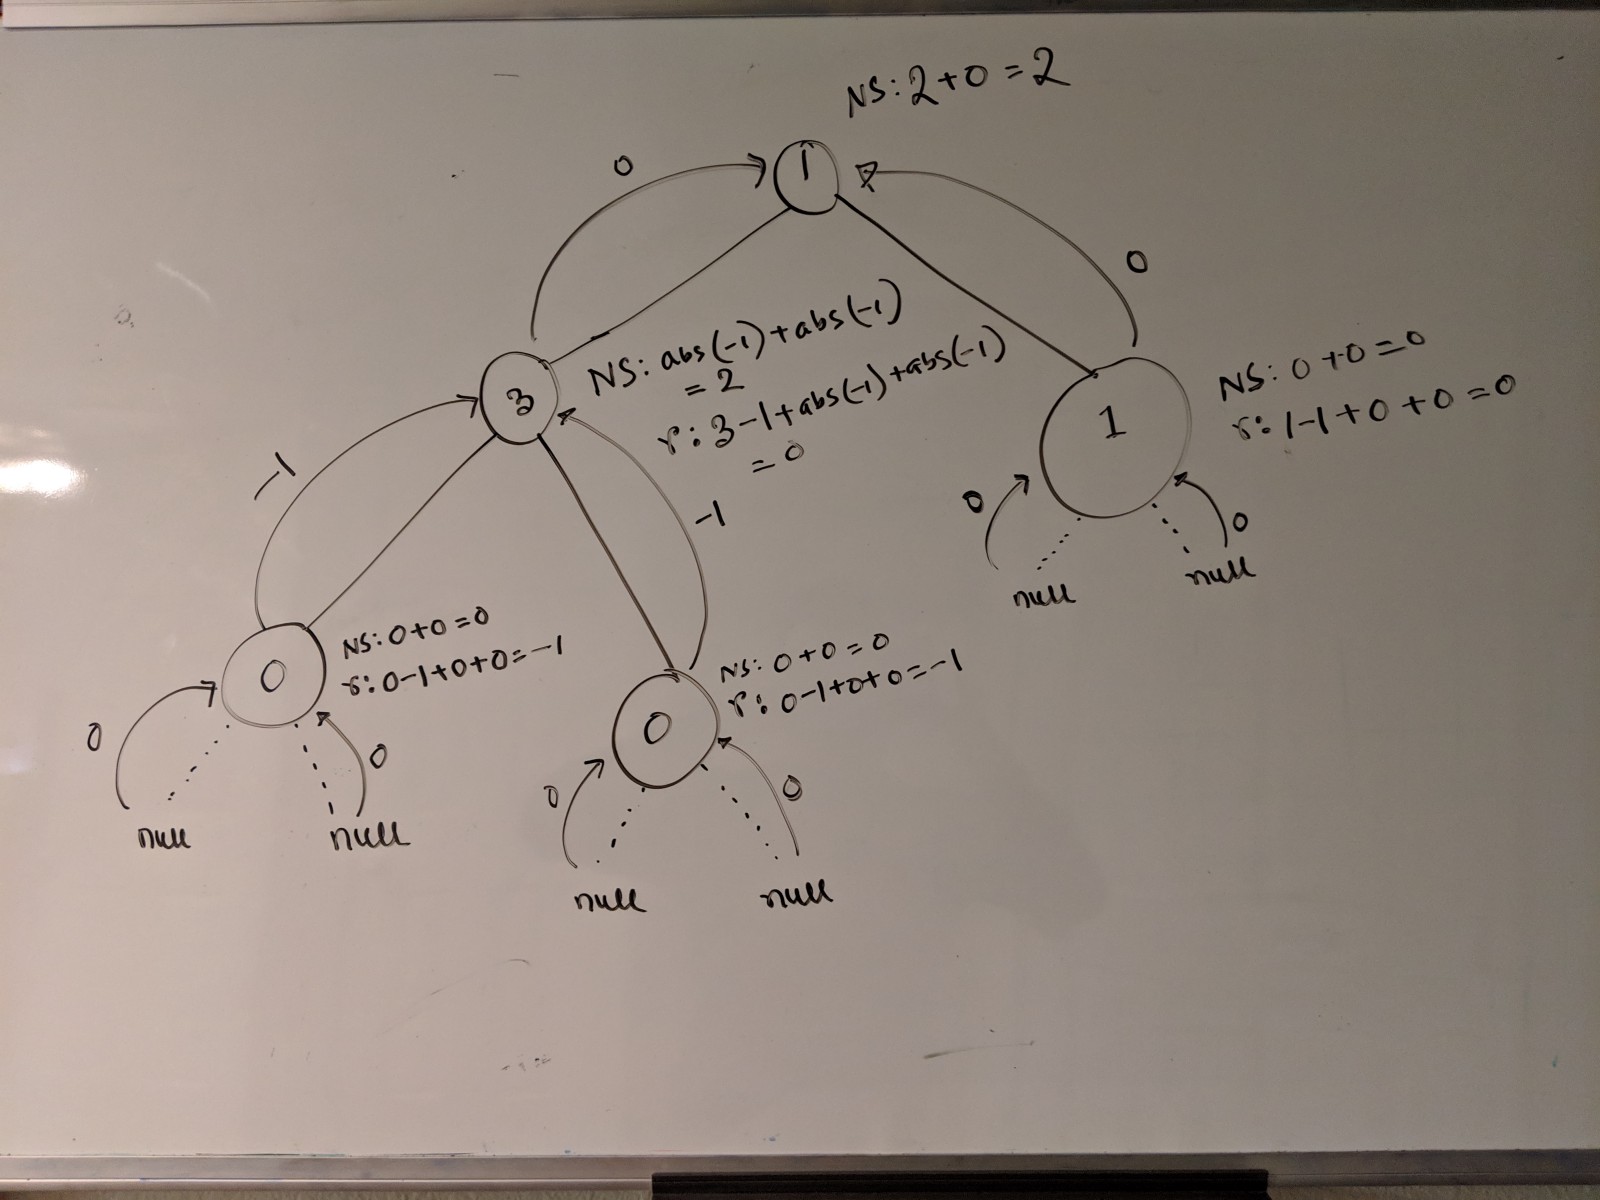 NS: 2+0=2
0
1
0
3
NS: abs(-1)+abs(-1)
= 2
r: 3-1+abs(-1)+abs(-1)
= 0
1
NS: 0+0=0
r: 1-1+0+0=0
-1
-1
0
0
null
null
0
NS: 0+0=0
r: 0-1+0+0=-1
0
NS: 0+0=0
r: 0-1+0+0=-1
0
0
0
0
null
null
null
null